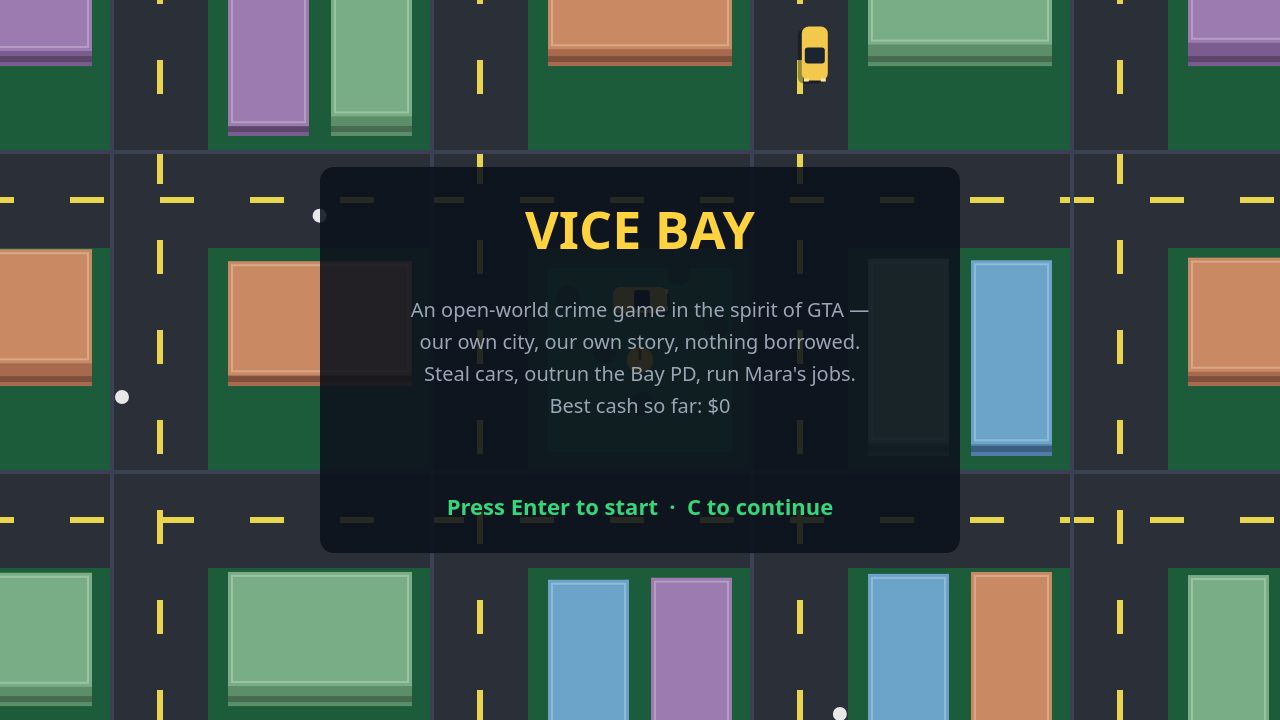 VICE BAY
An open-world crime game in the spirit of GTA —
our own city, our own story, nothing borrowed.
Steal cars, outrun the Bay PD, run Mara's jobs.
Best cash so far: $0
Press Enter to start · C to continue